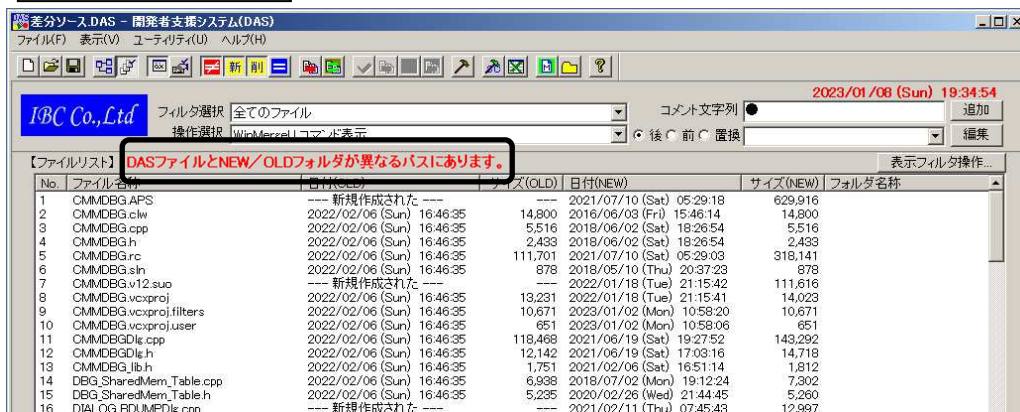 差分ソース.DAS - 開発者支援システム(DAS)
ファイル(F) 表示(V) ユーティリティ(U) ヘルプ(H)
新 削
2023/01/08 (Sun) 19:34:54
IBC Co.,Ltd フィルタ選択 全てのファイル コメント文字列 ● 追加
操作選択 WinMerge(Uコマンド表示 後 前 置換 編集
【ファイルリスト】 DASファイルとNEW/OLDフォルダが異なるパスにあります。 表示フィルタ操作...
No. ファイル名称 日付(OLD) サイズ(OLD) 日付(NEW) サイズ(NEW) フォルダ名称
1 CMMDBG.APS --- 新規作成された --- --- 2021/07/10 (Sat) 05:29:18 629,916
2 CMMDBG.clw 2022/02/06 (Sun) 16:46:35 14,800 2016/06/03 (Fri) 15:46:14 14,800
3 CMMDBG.cpp 2022/02/06 (Sun) 16:46:35 5,516 2018/06/02 (Sat) 18:26:54 5,516
4 CMMDBG.h 2022/02/06 (Sun) 16:46:35 2,433 2018/06/02 (Sat) 18:26:54 2,433
5 CMMDBG.rc 2022/02/06 (Sun) 16:46:35 111,701 2021/07/10 (Sat) 05:29:03 318,141
6 CMMDBG.sln 2022/02/06 (Sun) 16:46:35 878 2018/05/10 (Thu) 20:37:23 878
7 CMMDBG.v12.suo --- 新規作成された --- --- 2022/01/18 (Tue) 21:15:42 111,616
8 CMMDBG.vcxproj 2022/02/06 (Sun) 16:46:35 13,231 2022/01/18 (Tue) 21:15:41 14,023
9 CMMDBG.vcxproj.filters 2022/02/06 (Sun) 16:46:35 10,671 2023/01/02 (Mon) 10:58:20 10,671
10 CMMDBG.vcxproj.user 2022/02/06 (Sun) 16:46:35 651 2023/01/02 (Mon) 10:58:06 651
11 CMMDBGDlg.cpp 2022/02/06 (Sun) 16:46:35 118,468 2021/06/19 (Sat) 19:27:52 143,292
12 CMMDBGDlg.h 2022/02/06 (Sun) 16:46:35 12,142 2021/06/19 (Sat) 17:03:16 14,718
13 CMMDBG_lib.h 2022/02/06 (Sun) 16:46:35 1,751 2021/02/06 (Sat) 16:51:14 1,812
14 DBG_SharedMem_Table.cpp 2022/02/06 (Sun) 16:46:35 6,938 2018/07/02 (Mon) 19:12:24 7,302
15 DBG_SharedMem_Table.h 2022/02/06 (Sun) 16:46:35 5,235 2020/02/26 (Wed) 21:44:45 5,260
16 DIALOG_BDUMPDlg.cpp --- 新規作成された --- --- 2021/02/11 (Thu) 07:45:43 12,997